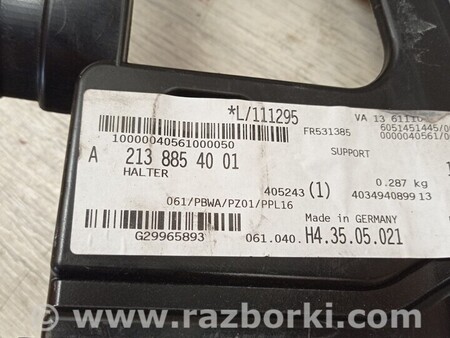 *L/111295
VA 13 6111
FR531385
6051451445/0
0000040561/0
10000040561000050
A 213 885 40 01
HALTER
SUPPORT
405243 (1)
0.287 kg
4034940899 13
061/PBWA/PZ01/PPL16
Made in GERMANY
G29965893
061.040.
H4.35.05.021
www.razborki.com